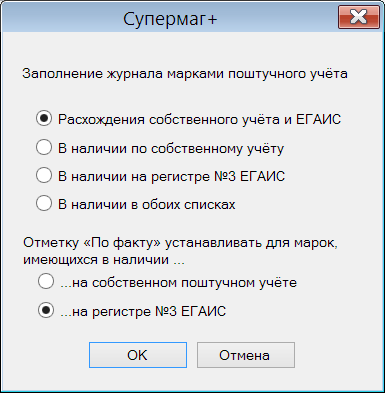 Супермаг+
Заполнение журнала марками поштучного учёта
Расхождения собственного учёта и ЕГАИС
В наличии по собственному учёту
В наличии на регистре №3 ЕГАИС
В наличии в обоих списках
Отметку «По факту» устанавливать для марок,
имеющихся в наличии ...
...на собственном поштучном учёте
...на регистре №3 ЕГАИС
OK
Отмена